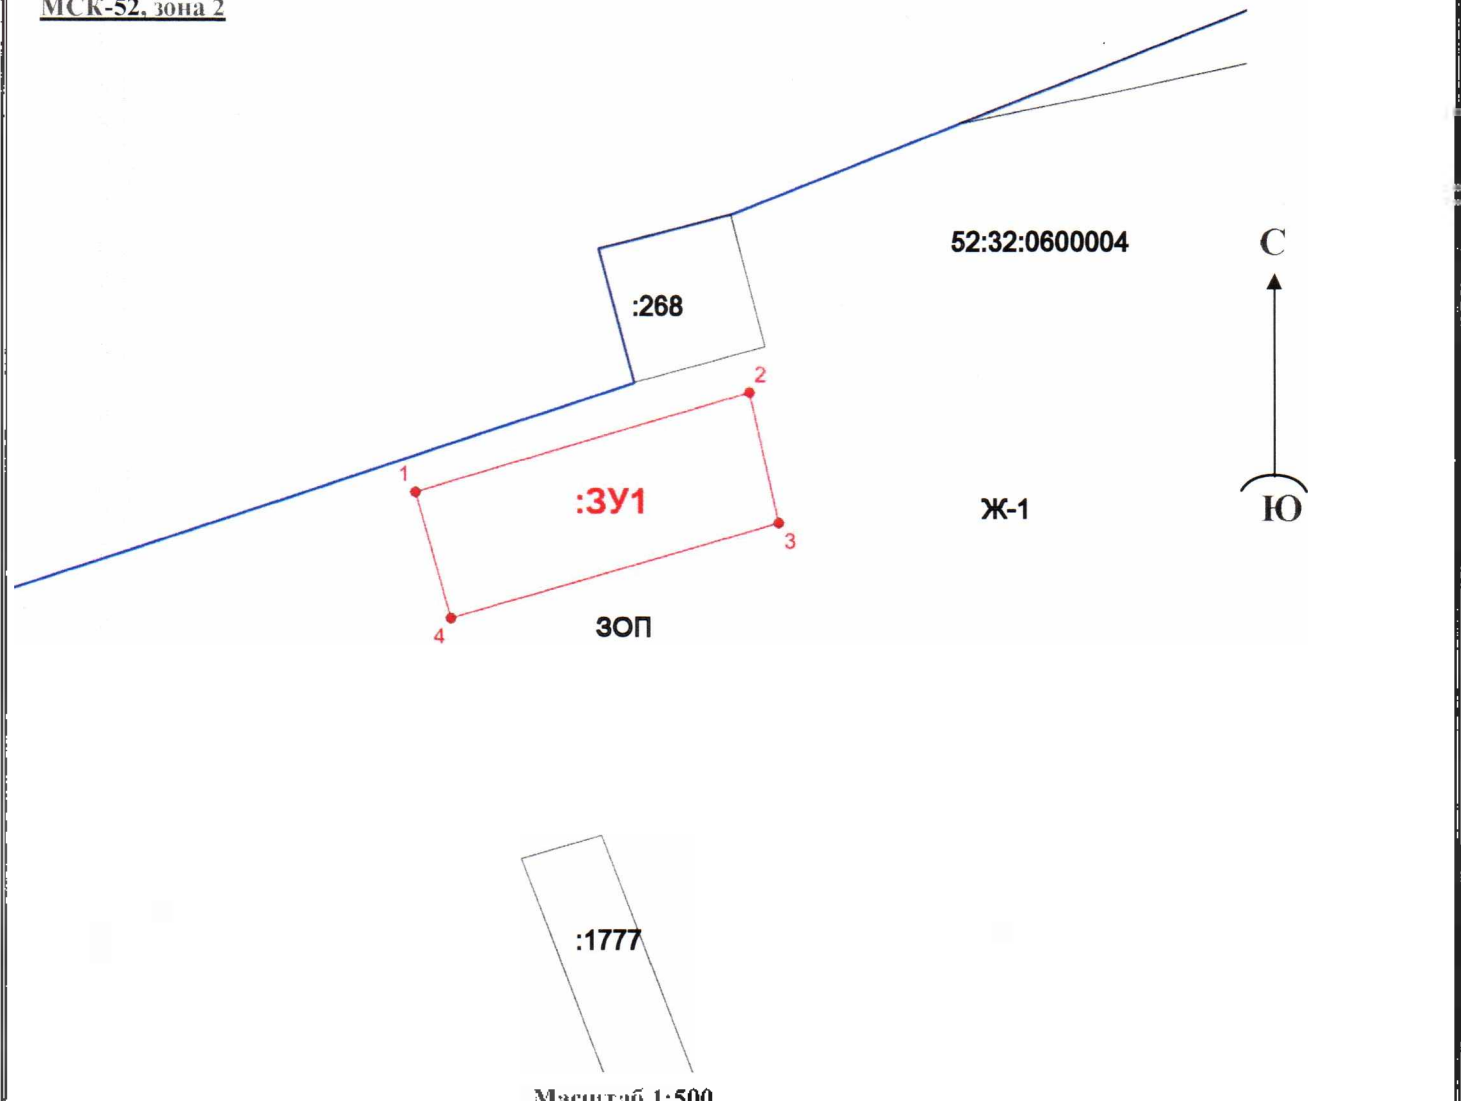 МСК-52, зона 2
52:32:0600004
С
:268
2
1
:ЗУ1
Ж-1
Ю
3
ЗОП
4
:1777
Масштаб 1:500